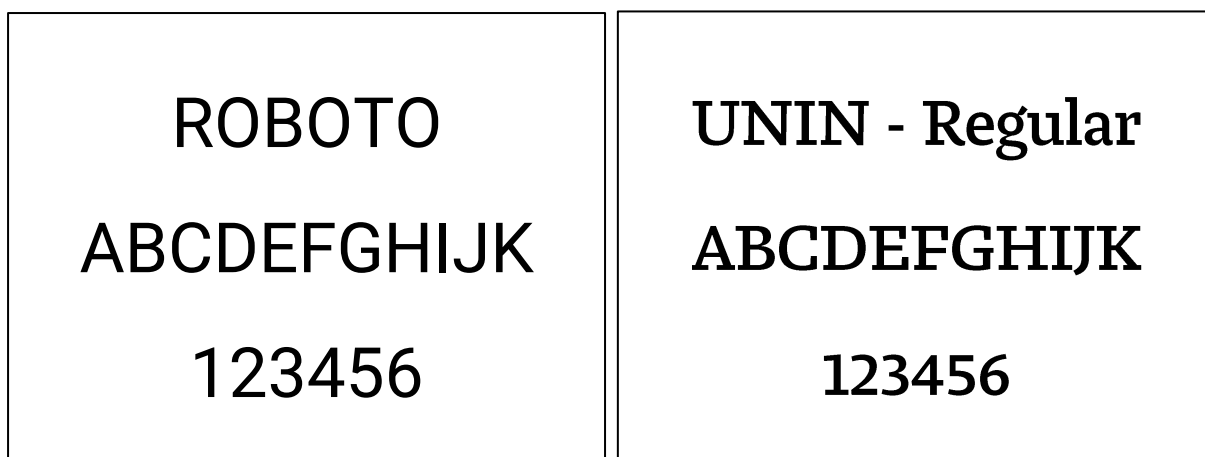 ROBOTO
ABCDEFGHIJK
123456
UNIN - Regular
ABCDEFGHIJK
123456